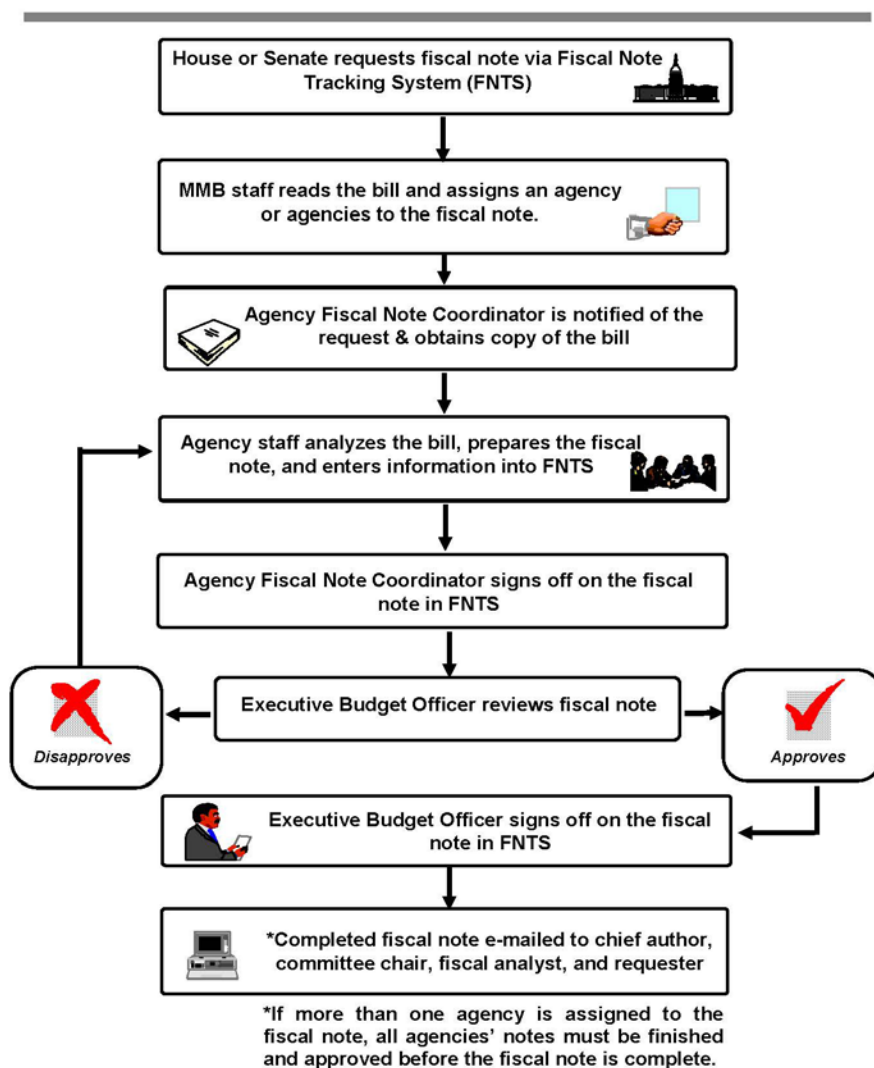 House or Senate requests fiscal note via Fiscal Note
Tracking System (FNTS)
MMB staff reads the bill and assigns an agency
or agencies to the fiscal note.
Agency Fiscal Note Coordinator is notified of the
request & obtains copy of the bill
Agency staff analyzes the bill, prepares the fiscal
note, and enters information into FNTS
Agency Fiscal Note Coordinator signs off on the fiscal
note in FNTS
Executive Budget Officer reviews fiscal note
Disapproves
Approves
Executive Budget Officer signs off on the fiscal
note in FNTS
*Completed fiscal note e-mailed to chief author,
committee chair, fiscal analyst, and requester
*If more than one agency is assigned to the
fiscal note, all agencies’ notes must be finished
and approved before the fiscal note is complete.